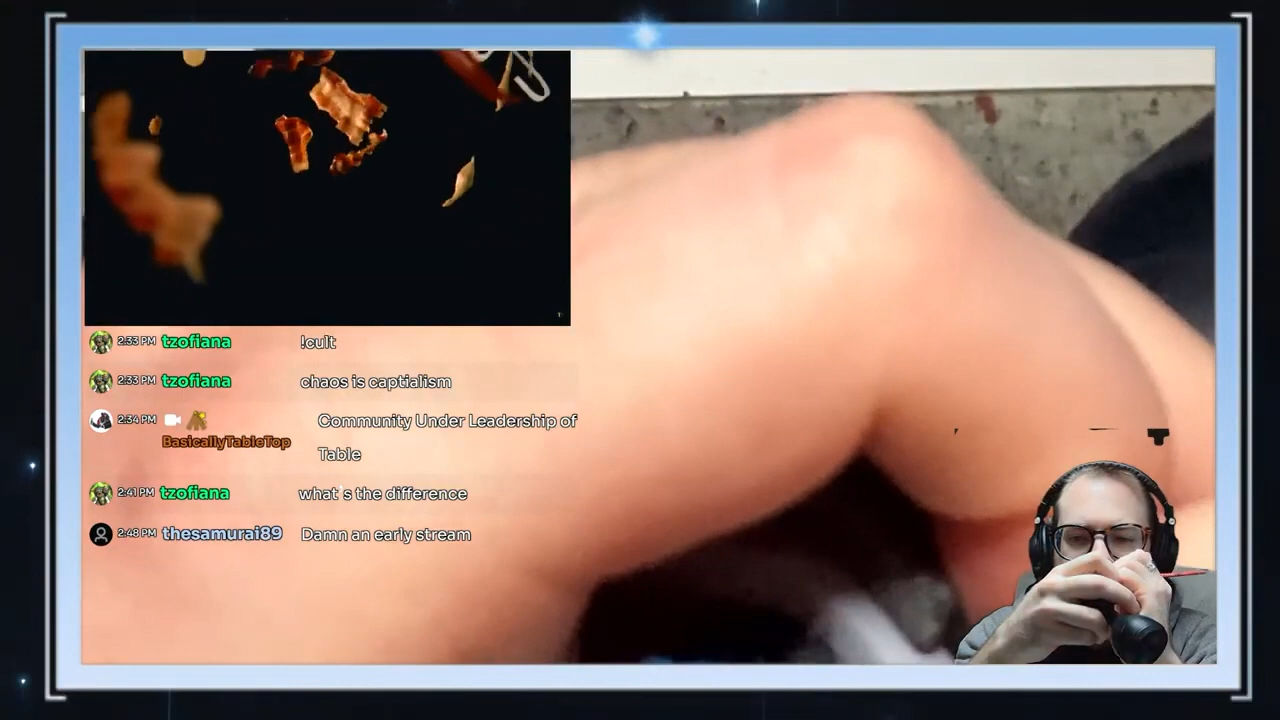 2:33 PM tzofiana !cult
2:33 PM tzofiana chaos is captialism
2:34 PM BasicallyTableTop Community Under Leadership of
Table
2:41 PM tzofiana what's the difference
2:48 PM thesamurai89 Damn an early stream